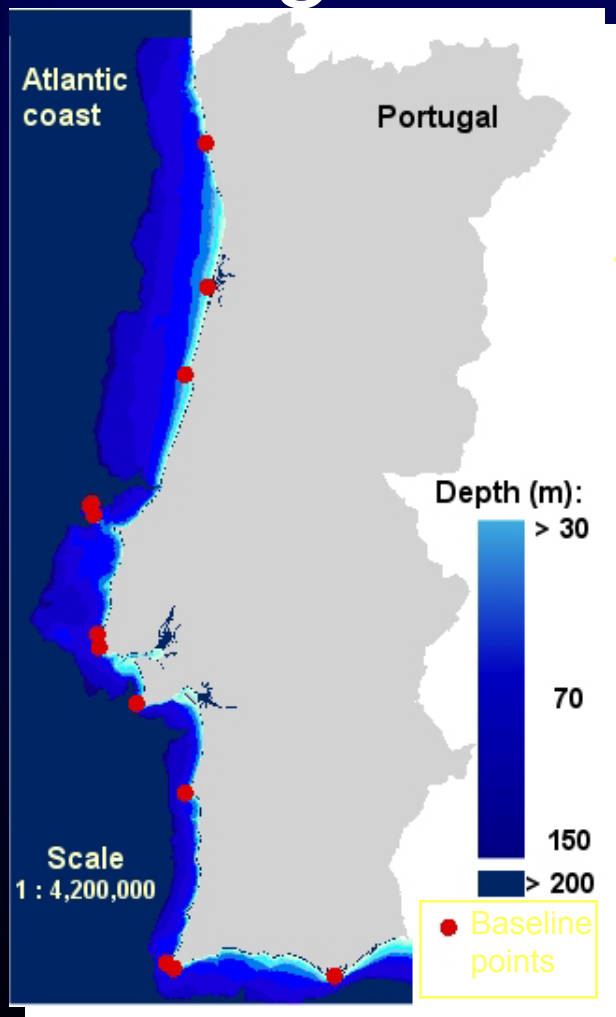 Atlantic
coast
Portugal
Depth (m):
> 30
70
150
> 200
Scale
1 : 4,200,000
Baseline
points